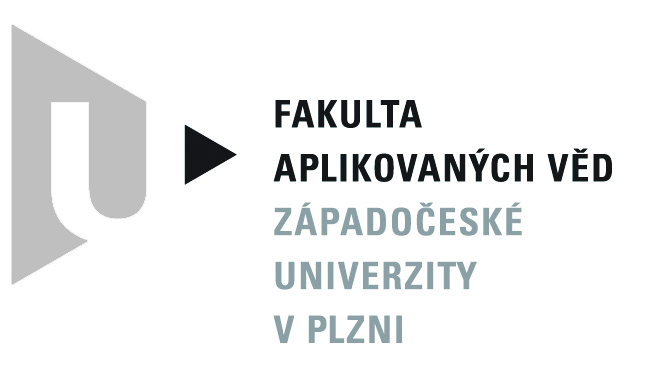 FAKULTA
APLIKOVANÝCH VĚD
ZÁPADOČESKÉ
UNIVERZITY
V PLZNI